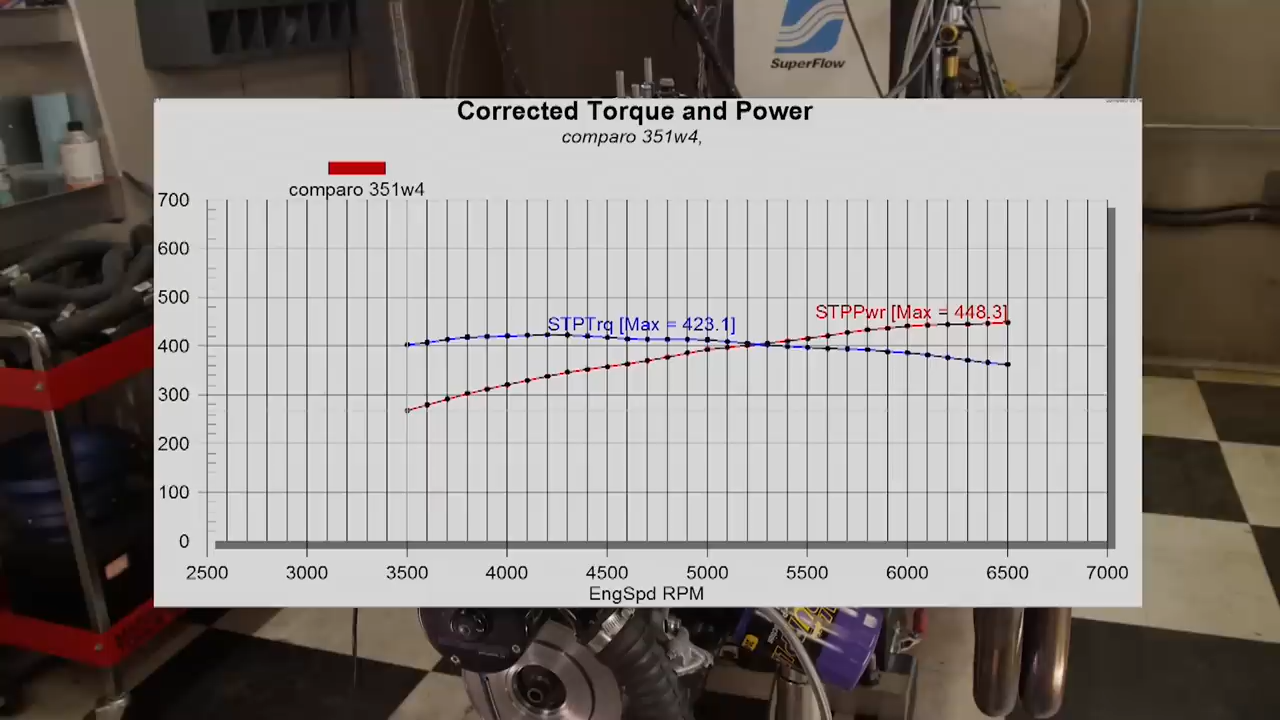 SuperFlow
Corrected Torque and Power
comparo 351w4,
comparo 351w4
700
600
500
400
300
200
100
0
STPTrq [Max = 423.1]
STPPwr [Max = 448.3]
2500 3000 3500 4000 4500 5000 5500 6000 6500 7000
EngSpd RPM